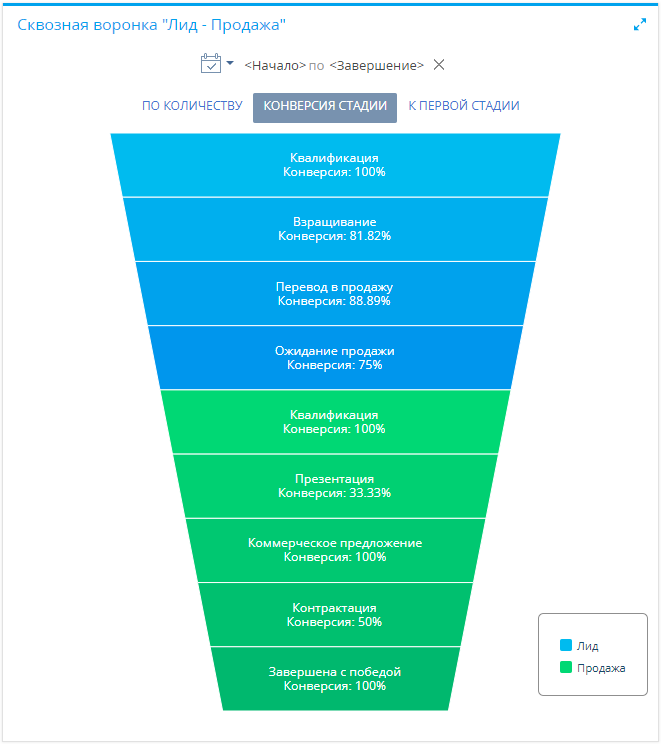 Сквозная воронка "Лид - Продажа"
<Начало> по <Завершение>
ПО КОЛИЧЕСТВУ КОНВЕРСИЯ СТАДИИ К ПЕРВОЙ СТАДИИ
Квалификация
Конверсия: 100%
Взращивание
Конверсия: 81.82%
Перевод в продажу
Конверсия: 88.89%
Ожидание продажи
Конверсия: 75%
Квалификация
Конверсия: 100%
Презентация
Конверсия: 33.33%
Коммерческое предложение
Конверсия: 100%
Контрактация
Конверсия: 50%
Завершена с победой
Конверсия: 100%
Лид
Продажа